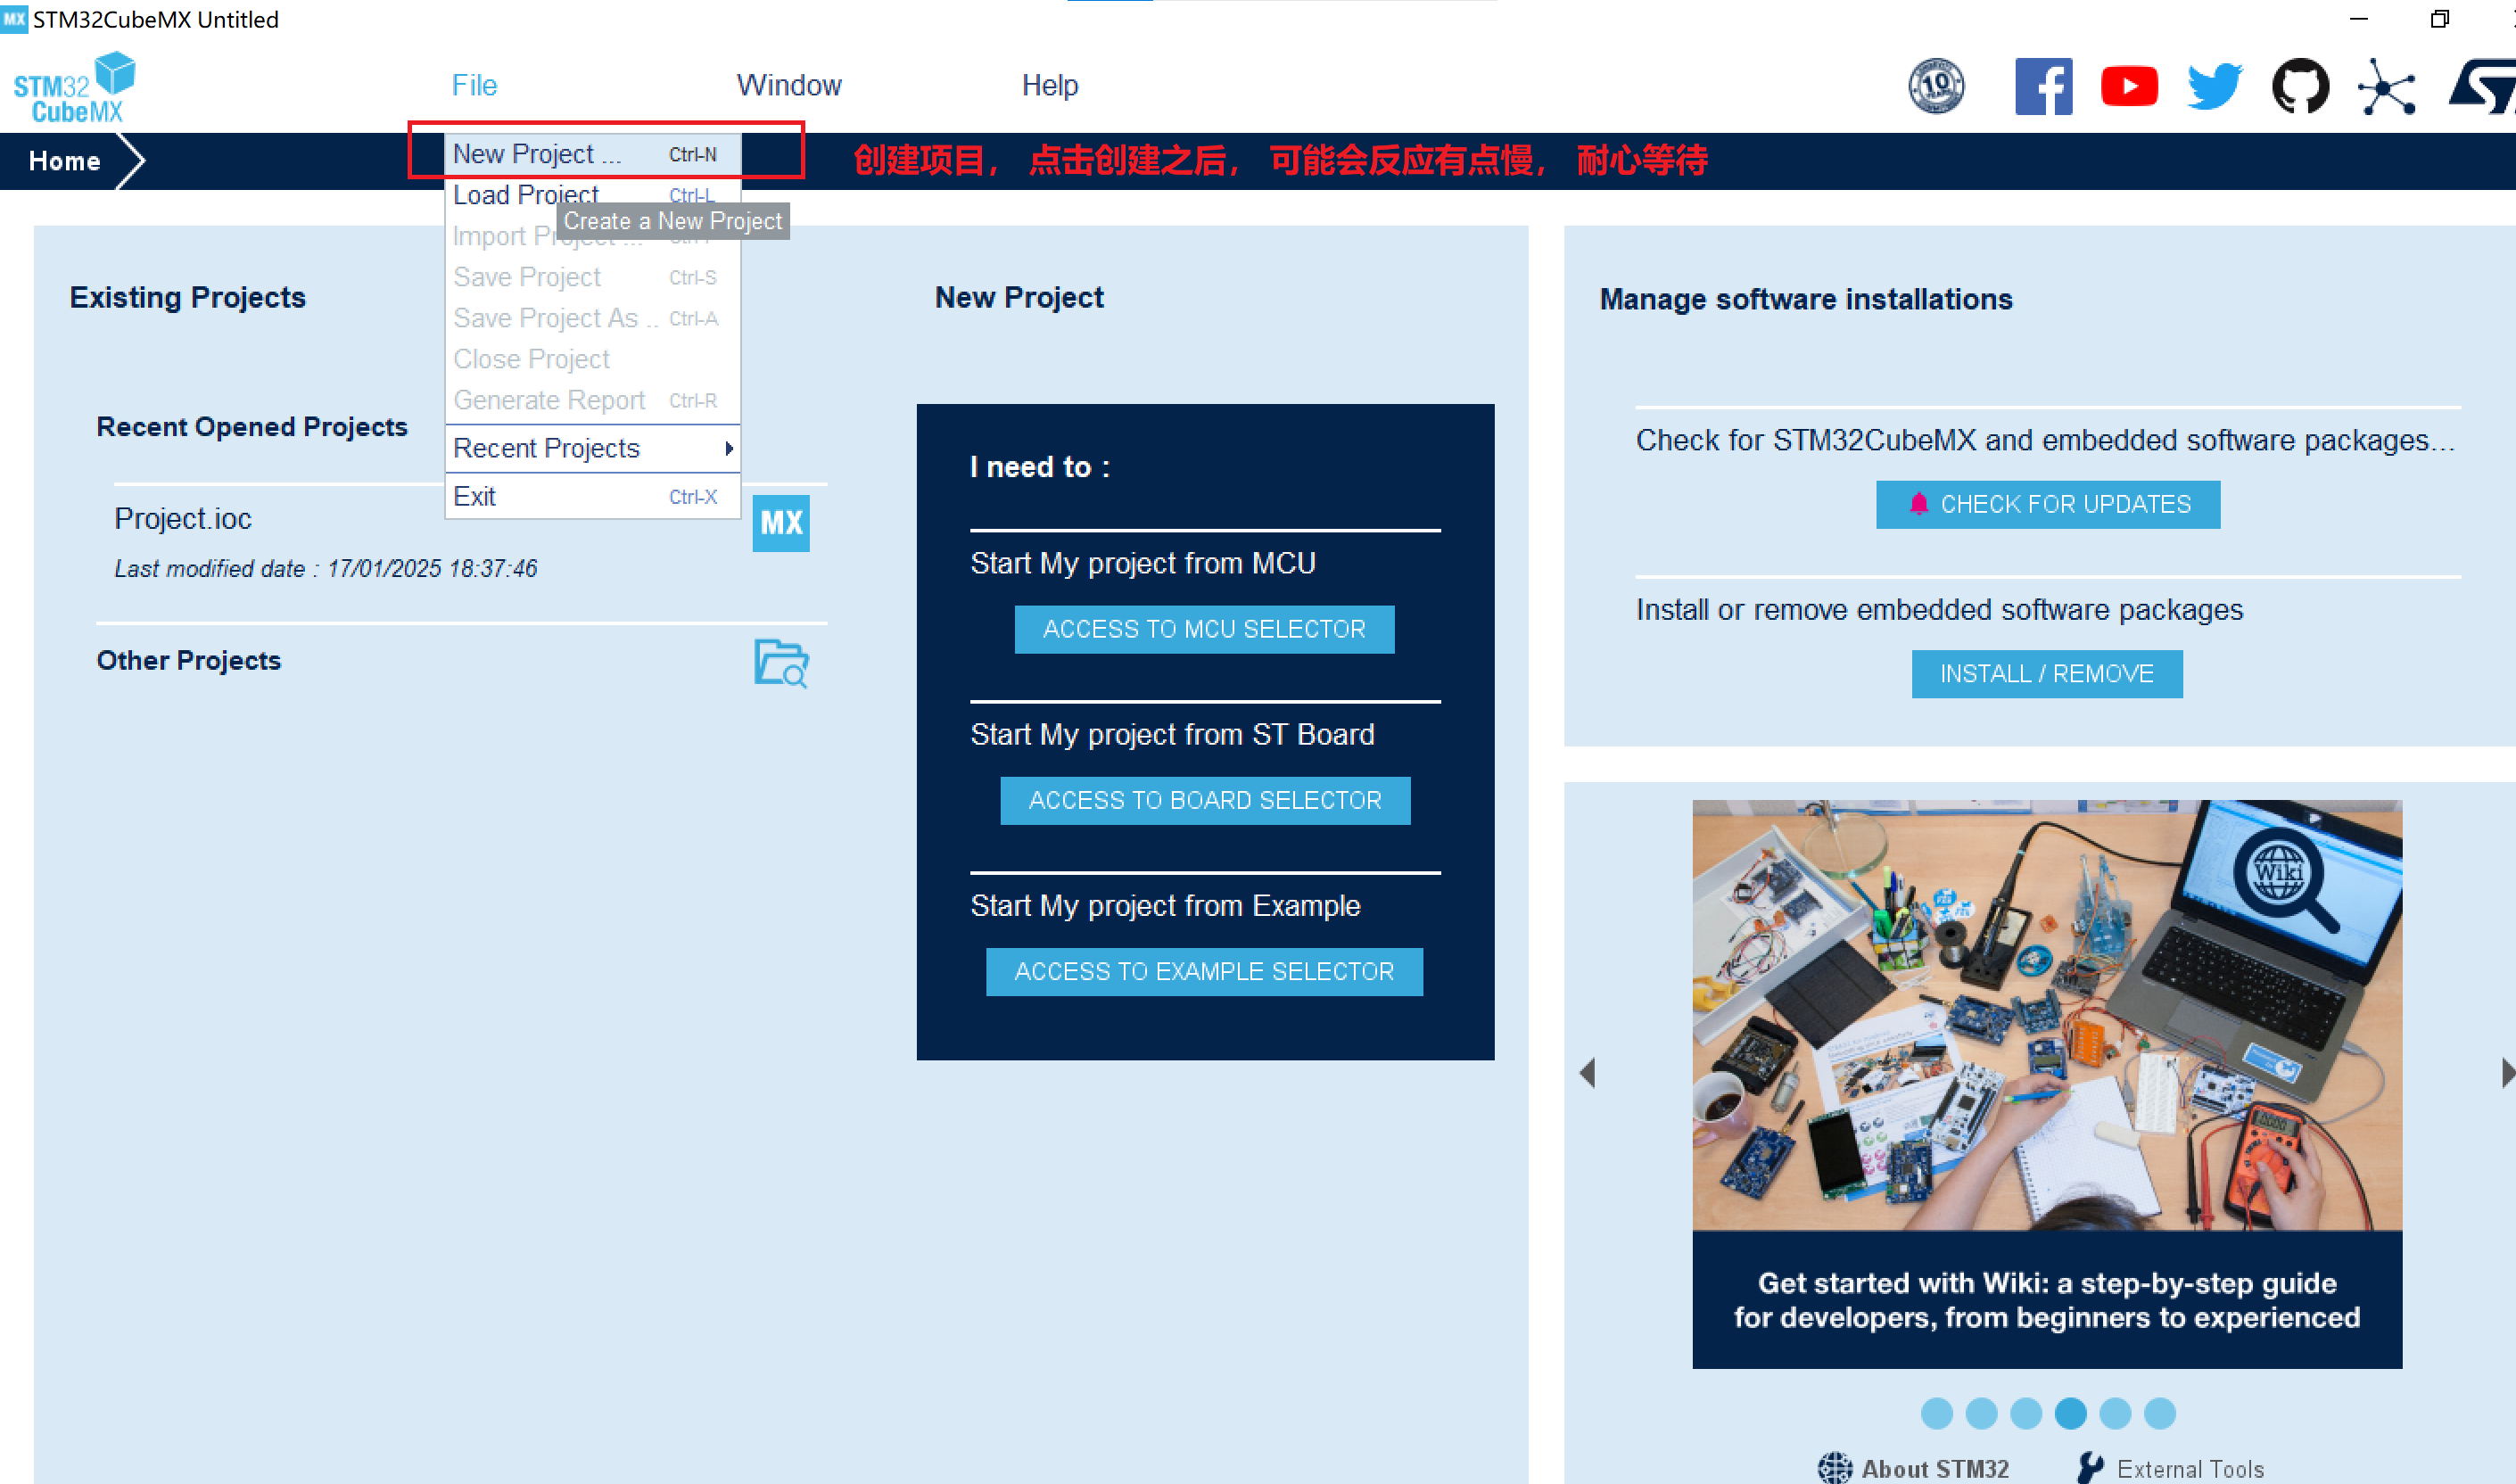 MX STM32CubeMX Untitled
STM32
CubeMX
File
Window
Help
10
YEARS
Home
New Project ... Ctrl-N
创建项目， 点击创建之后， 可能会反应有点慢， 耐心等待
Load Project Ctrl-L
Create a New Project
Import
Save Project Ctrl-S
Save Project As .. Ctrl-A
Close Project
Generate Report Ctrl-R
Recent Projects
Exit Ctrl-X
Existing Projects
Recent Opened Projects
Project.ioc
MX
Last modified date : 17/01/2025 18:37:46
Other Projects
New Project
I need to :
Start My project from MCU
ACCESS TO MCU SELECTOR
Start My project from ST Board
ACCESS TO BOARD SELECTOR
Start My project from Example
ACCESS TO EXAMPLE SELECTOR
Manage software installations
Check for STM32CubeMX and embedded software packages...
CHECK FOR UPDATES
Install or remove embedded software packages
INSTALL / REMOVE
Wiki
Get started with Wiki: a step-by-step guide
for developers, from beginners to experienced
About STM32
External Tools